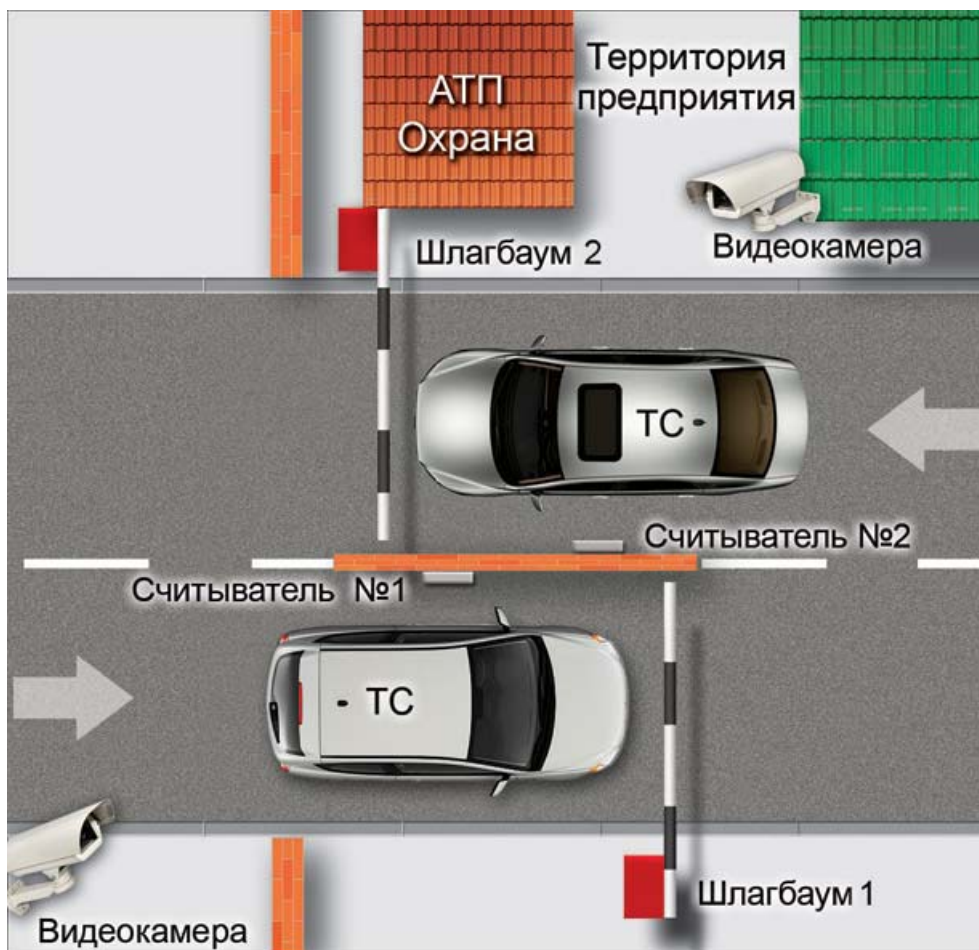 АТП
Охрана
Территория
предприятия
Видеокамера
Шлагбаум 2
ТС
Считыватель №2
Считыватель №1
ТС
Шлагбаум 1
Видеокамера